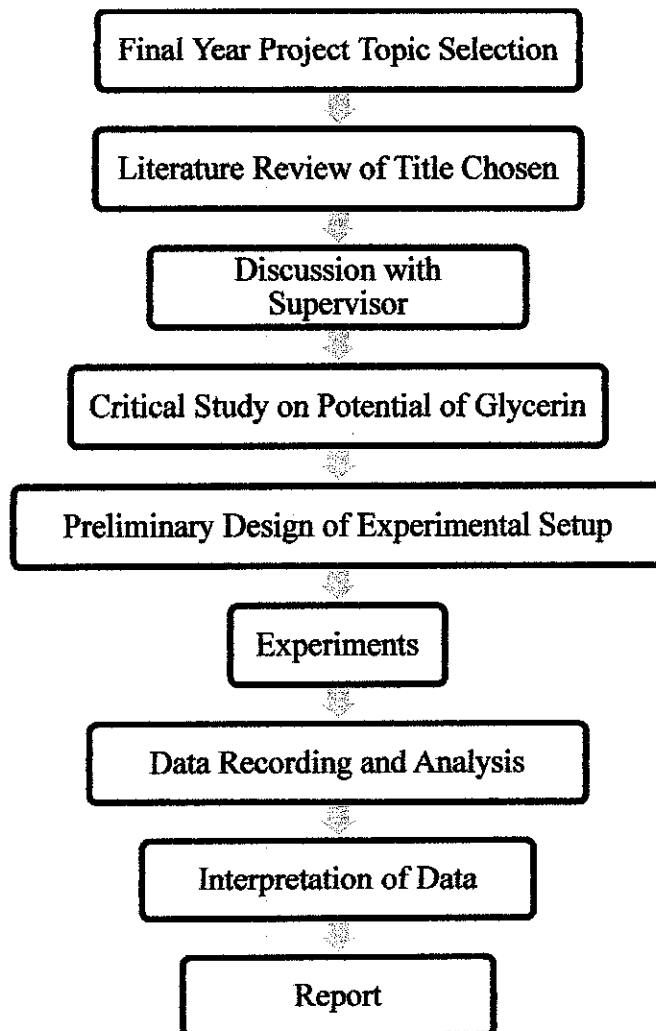 Final Year Project Topic Selection
Literature Review of Title Chosen
Discussion with
Supervisor
Critical Study on Potential of Glycerin
Preliminary Design of Experimental Setup
Experiments
Data Recording and Analysis
Interpretation of Data
Report